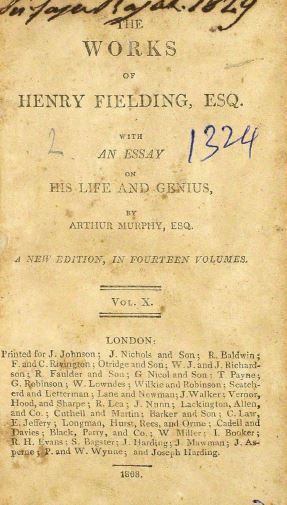 1829
THE
WORKS
OF
HENRY FIELDING, ESQ.
WITH
2
AN ESSAY
1324
ON
HIS LIFE AND GENIUS,
BY
ARTHUR MURPHY, ESQ.
A NEW EDITION, IN FOURTEEN VOLUMES.
VOL. X.
LONDON:
Printed for J. Johnson; J. Nichols and Son; R. Baldwin;
F. and C. Rivington; Otridge and Son; W. J. and J. Richard-
son; R. Faulder and Son; G Nicol and Son; T Payne;
G. Robinson; W. Lowndes; Wilkie and Robinson; Scatch-
erd and Letterman; Lane and Newman; J. Walker; Vernor,
Hood, and Sharpe; R. Lea; J. Nunn; Lackington, Allen,
and Co.; Cuthell and Martin; Barker and Son; C. Law,
E. Jeffery; Longman, Hurst, Rees, and Orme; Cadell and
Davies; Black, Parry, and Co.; W Miller; J. Booker;
R. H. Evans; S. Bagster; J. Harding; J. Mawman; J. As-
perne; P. and W. Wynne; and Joseph Harding.
1808.